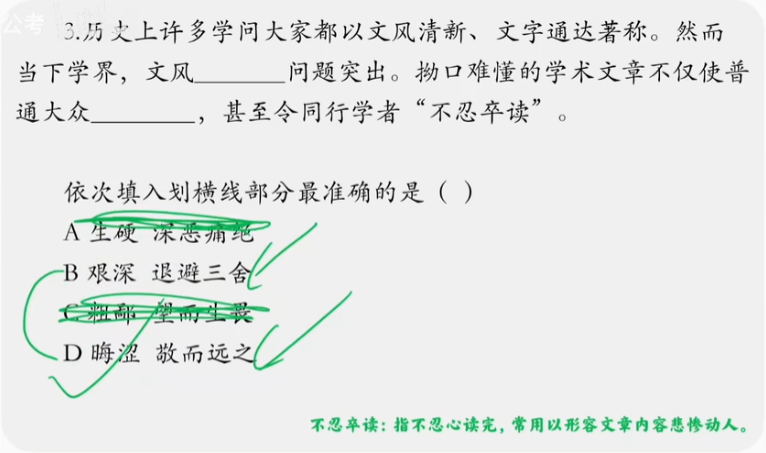 公考
3.历史上许多学问大家都以文风清新、文字通达著称。然而
当下学界，文风______问题突出。拗口难懂的学术文章不仅使普
通大众_______，甚至令同行学者“不忍卒读”。
依次填入划横线部分最准确的是（ ）
A 生硬 深恶痛绝
B 艰深 退避三舍
C 粗鄙 望而生畏
D 晦涩 敬而远之
不忍卒读：指不忍心读完，常用以形容文章内容悲惨动人。